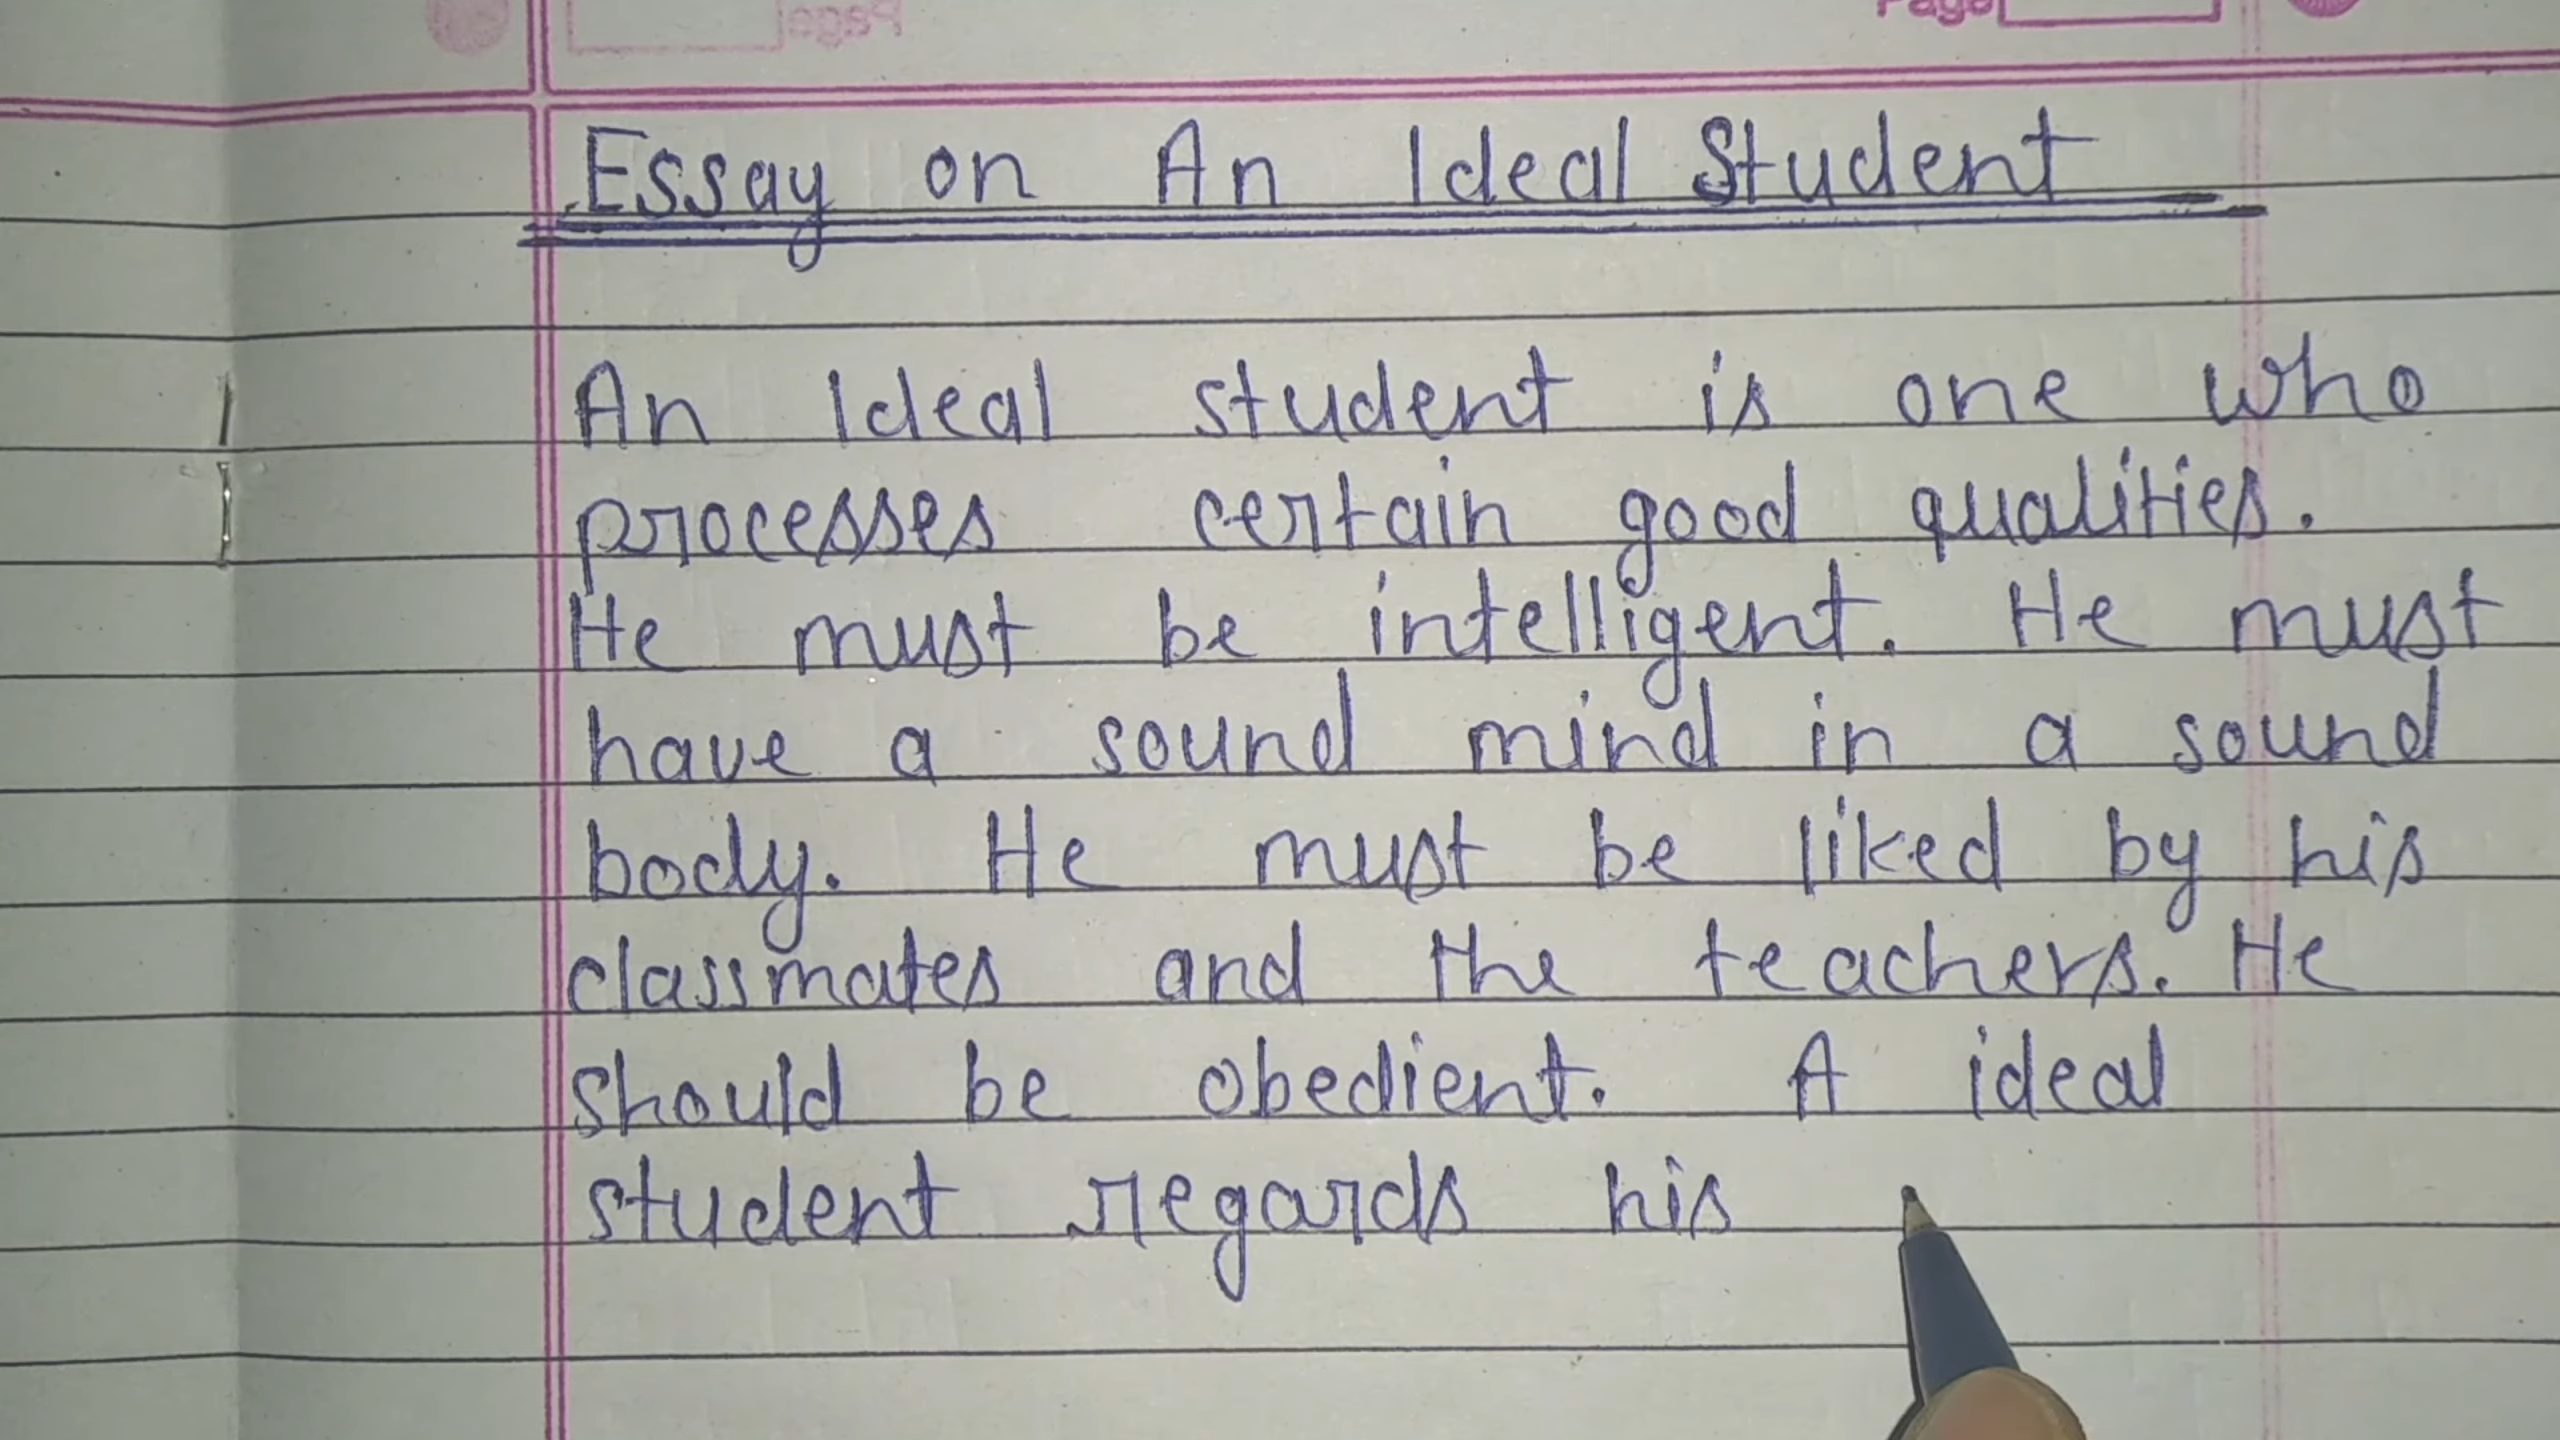 Page
Essay on An Ideal Student
An Ideal student is one who
processes certain good qualities.
He must be intelligent. He must
have a sound mind in a sound
body. He must be liked by his
classmates and the teachers. He
should be obedient. A ideal
student regards his